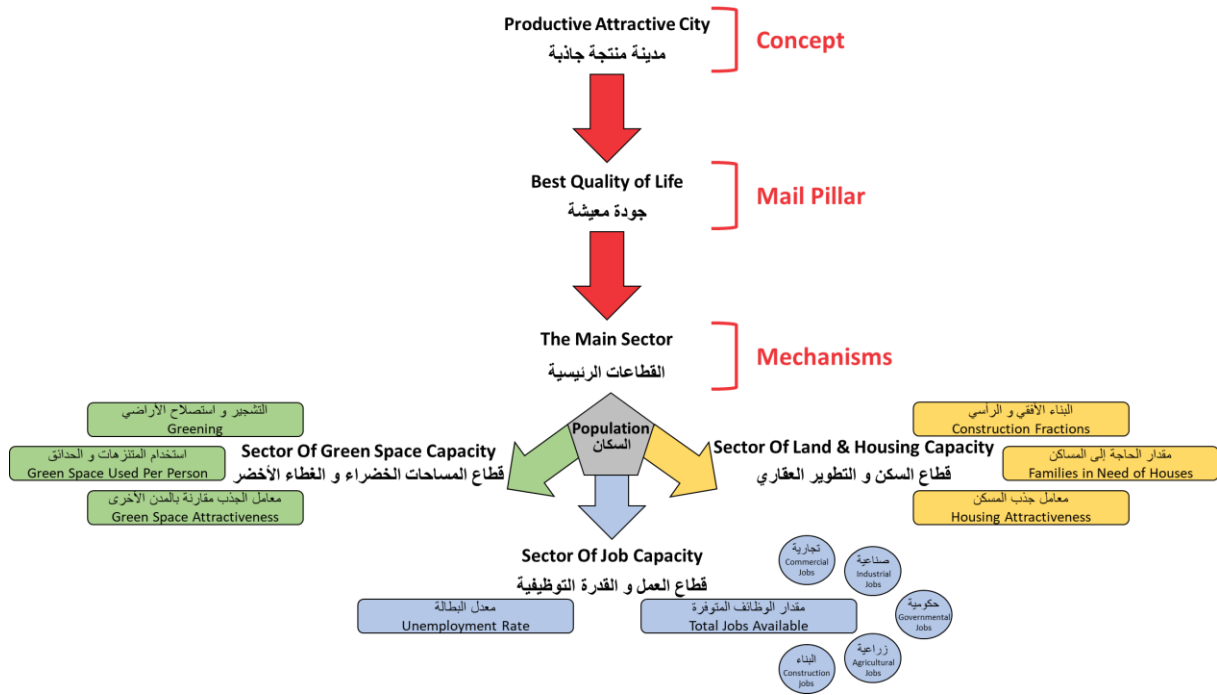 Productive Attractive City
مدينة منتجة جاذبة
Concept
Best Quality of Life
جودة معيشة
Mail Pillar
The Main Sector
القطاعات الرئيسية
Mechanisms
Population
السكان
Sector Of Green Space Capacity
قطاع المساحات الخضراء و الغطاء الأخضر
التشجير و استصلاح الأراضي
Greening
استخدام المتنزهات و الحدائق
Green Space Used Per Person
معامل الجذب مقارنة بالمدن الأخرى
Green Space Attractiveness
Sector Of Land & Housing Capacity
قطاع السكن و التطوير العقاري
البناء الأفقي و الرأسي
Construction Fractions
مقدار الحاجة إلى المساكن
Families in Need of Houses
معامل جذب المسكن
Housing Attractiveness
Sector Of Job Capacity
قطاع العمل و القدرة التوظيفية
معدل البطالة
Unemployment Rate
مقدار الوظائف المتوفرة
Total Jobs Available
تجارية
Commercial
Jobs
صناعية
Industrial
Jobs
حكومية
Governmental
Jobs
زراعية
Agricultural
Jobs
البناء
Construction
Jobs